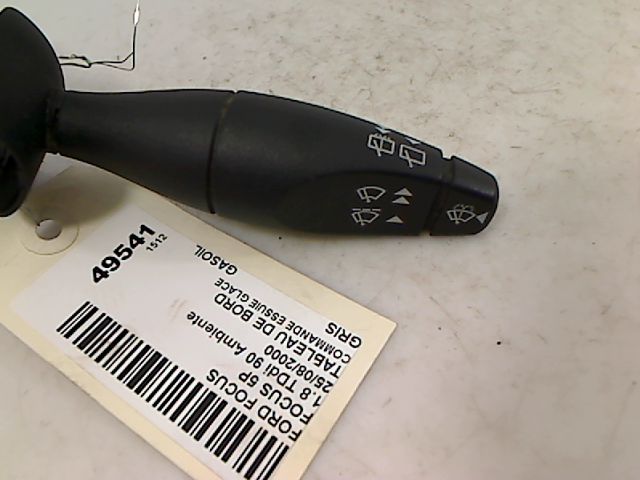 49541
1512
FORD FOCUS
FOCUS 5P
1.8 TDdi 90 Ambiente
25/08/2000
TABLEAU DE BORD
COMMANDE ESSUIE GLACE
GRIS
GASOIL